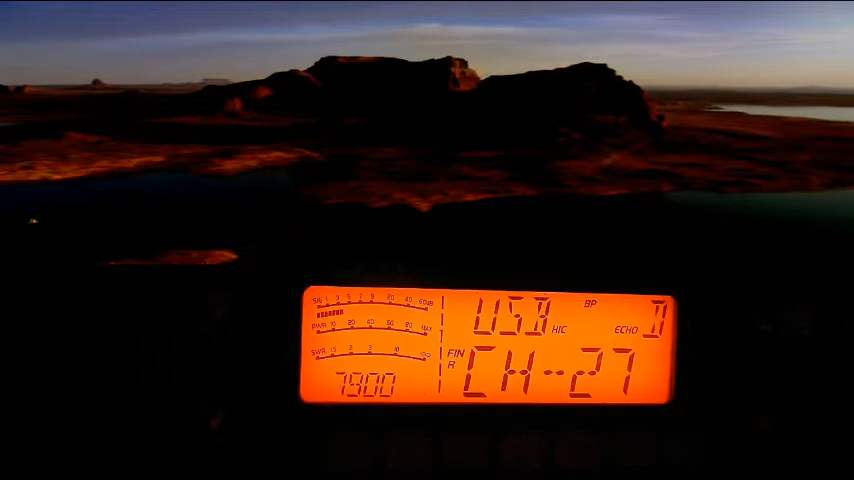 SIG 1 3 5 7 9 20 40 60dB
PWR 10 20 40 60 80 MAX
SWR 1.5 2 3 10 ∞
7900
USB HIC BP ECHO D
FIN R CH-27